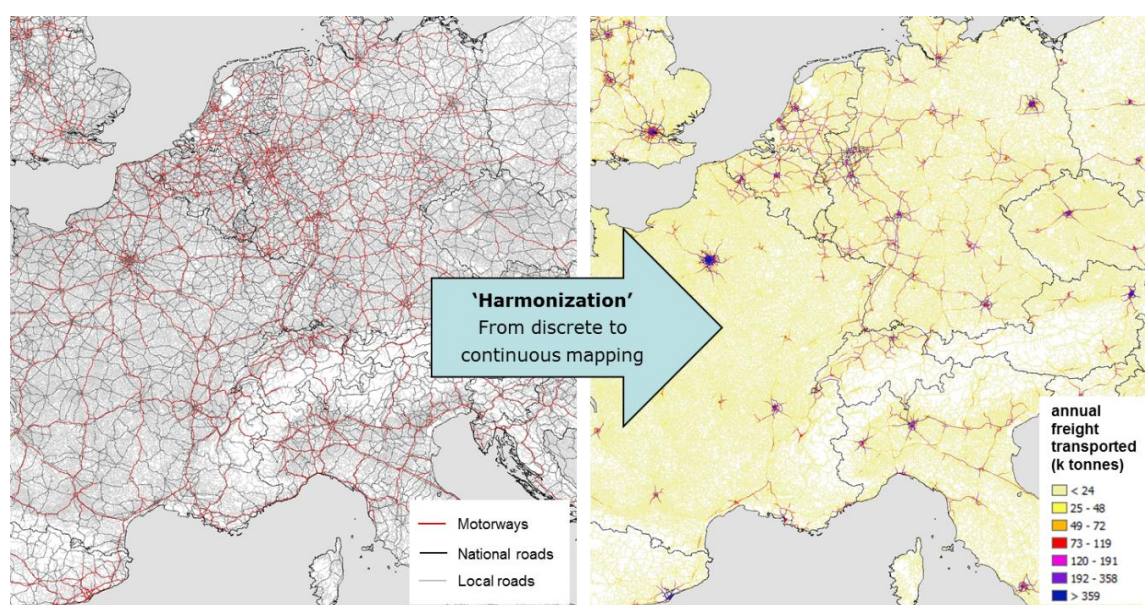 'Harmonization'
From discrete to
continuous mapping
Motorways
National roads
Local roads
annual
freight
transported
(k tonnes)
< 24
25 - 48
49 - 72
73 - 119
120 - 191
192 - 358
> 359